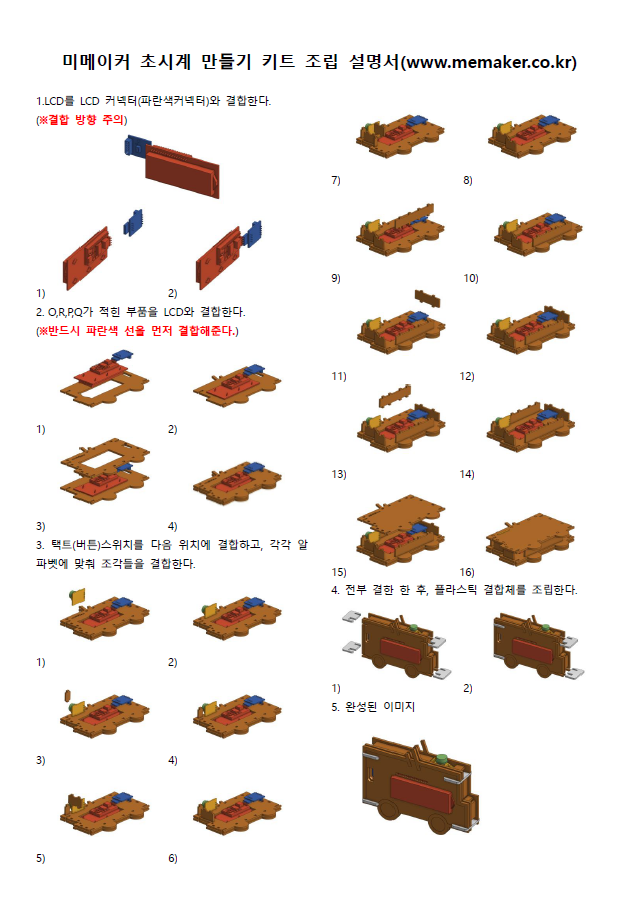 미메이커 초시계 만들기 키트 조립 설명서(www.memaker.co.kr)
1.LCD를 LCD 커넥터(파란색커넥터)와 결합한다.
(※결합 방향 주의)
1)
2)
2. O,R,P,Q가 적힌 부품을 LCD와 결합한다.
(※반드시 파란색 선을 먼저 결합해준다.)
1)
2)
3)
4)
3. 택트(버튼)스위치를 다음 위치에 결합하고, 각각 알
파벳에 맞춰 조각들을 결합한다.
1)
2)
3)
4)
5)
6)
7)
8)
9)
10)
11)
12)
13)
14)
15)
16)
4. 전부 결한 한 후, 플라스틱 결합체를 조립한다.
1)
2)
5. 완성된 이미지